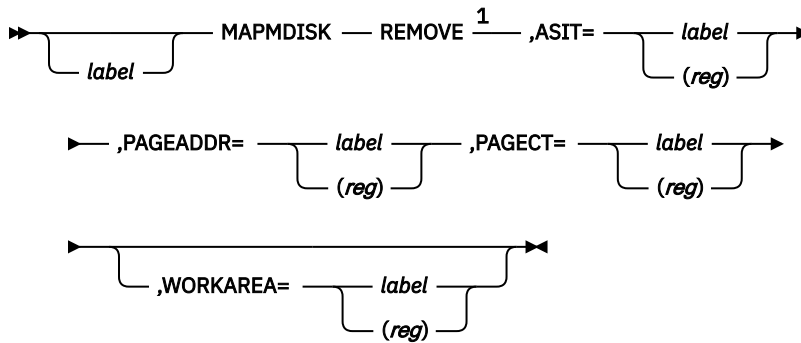 label MAPMDISK REMOVE 1 ,ASIT= label (reg)
,PAGEADDR= label (reg) ,PAGECT= label (reg)
,WORKAREA= label (reg)